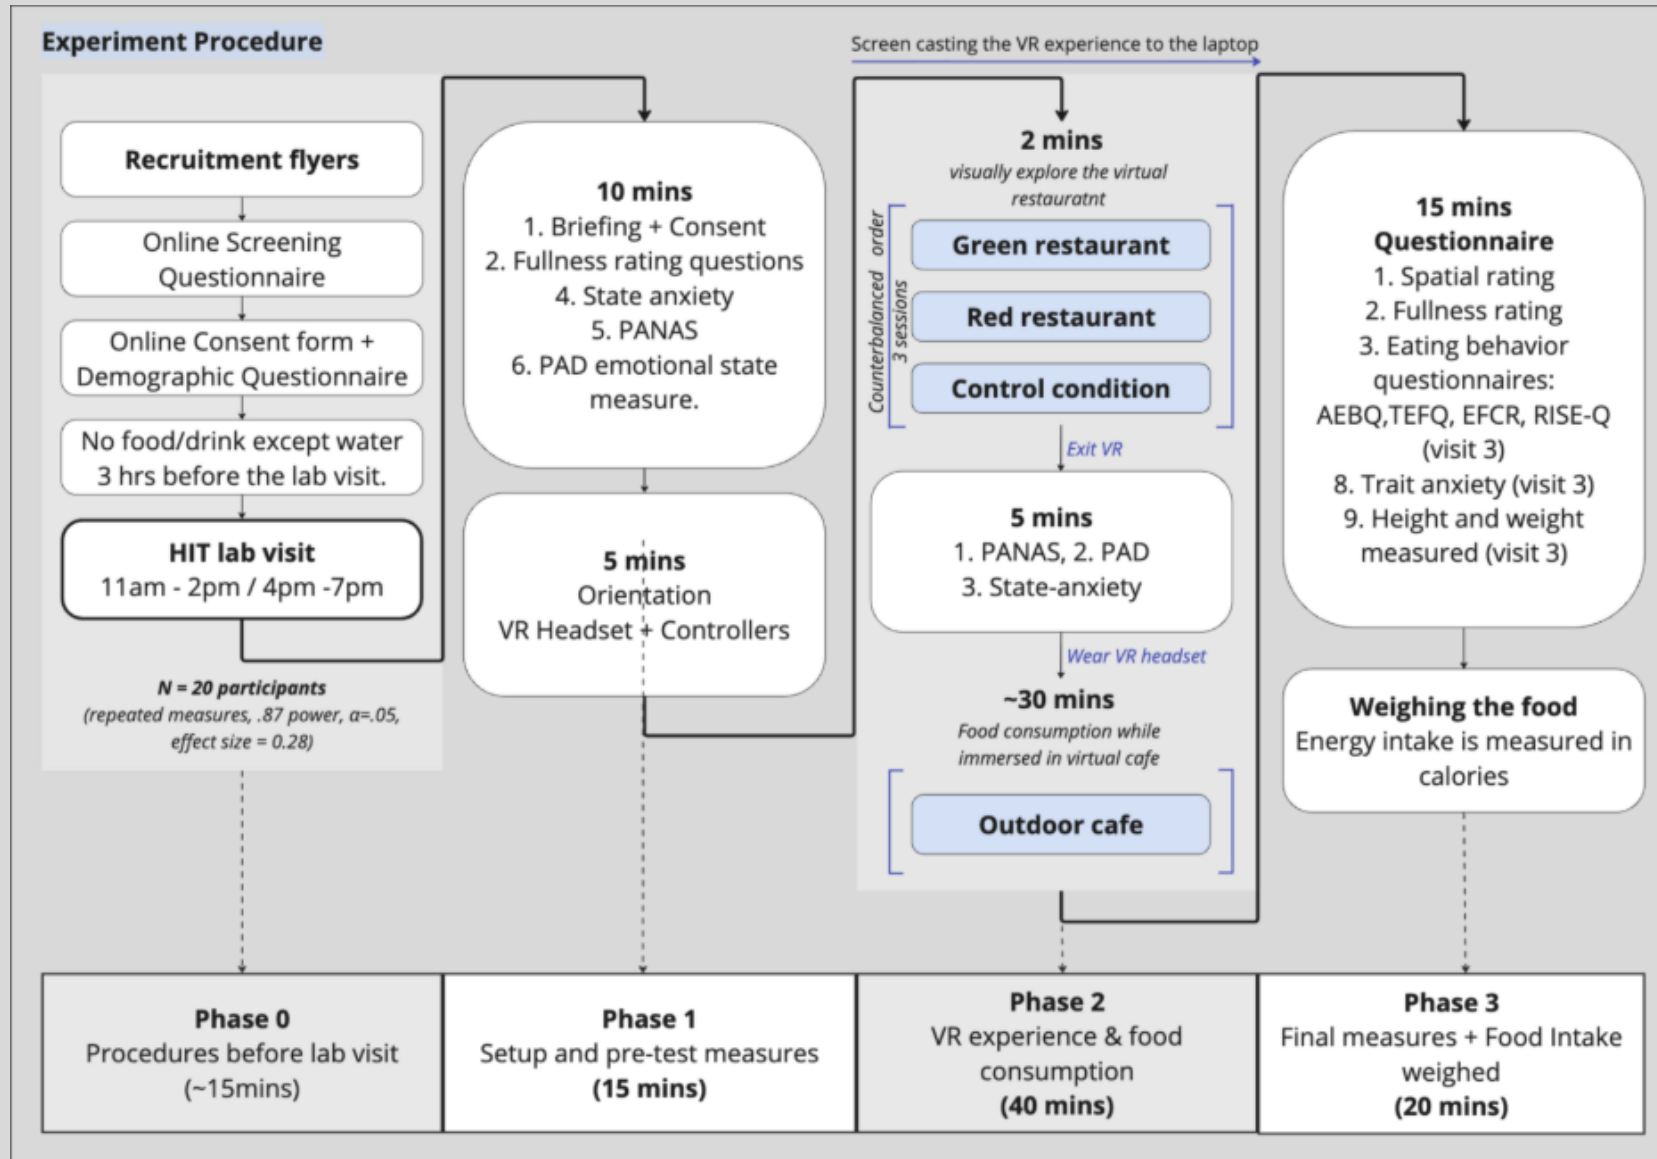 Experiment Procedure
Recruitment flyers
Online Screening
Questionnaire
Online Consent form +
Demographic Questionnaire
No food/drink except water
3 hrs before the lab visit.
HIT lab visit
11am - 2pm / 4pm -7pm
N = 20 participants
(repeated measures, .87 power, α=.05,
effect size = 0.28)
10 mins
1. Briefing + Consent
2. Fullness rating questions
4. State anxiety
5. PANAS
6. PAD emotional state
measure.
5 mins
Orientation
VR Headset + Controllers
Screen casting the VR experience to the laptop
2 mins
visually explore the virtual
restauratnt
Counterbalanced order
3 sessions
Green restaurant
Red restaurant
Control condition
Exit VR
5 mins
1. PANAS, 2. PAD
3. State-anxiety
Wear VR headset
~30 mins
Food consumption while
immersed in virtual cafe
Outdoor cafe
15 mins
Questionnaire
1. Spatial rating
2. Fullness rating
3. Eating behavior
questionnaires:
AEBQ,TEFQ, EFCR, RISE-Q
(visit 3)
8. Trait anxiety (visit 3)
9. Height and weight
measured (visit 3)
Weighing the food
Energy intake is measured in
calories
Phase 0
Procedures before lab visit
(~15mins)
Phase 1
Setup and pre-test measures
(15 mins)
Phase 2
VR experience & food
consumption
(40 mins)
Phase 3
Final measures + Food Intake
weighed
(20 mins)